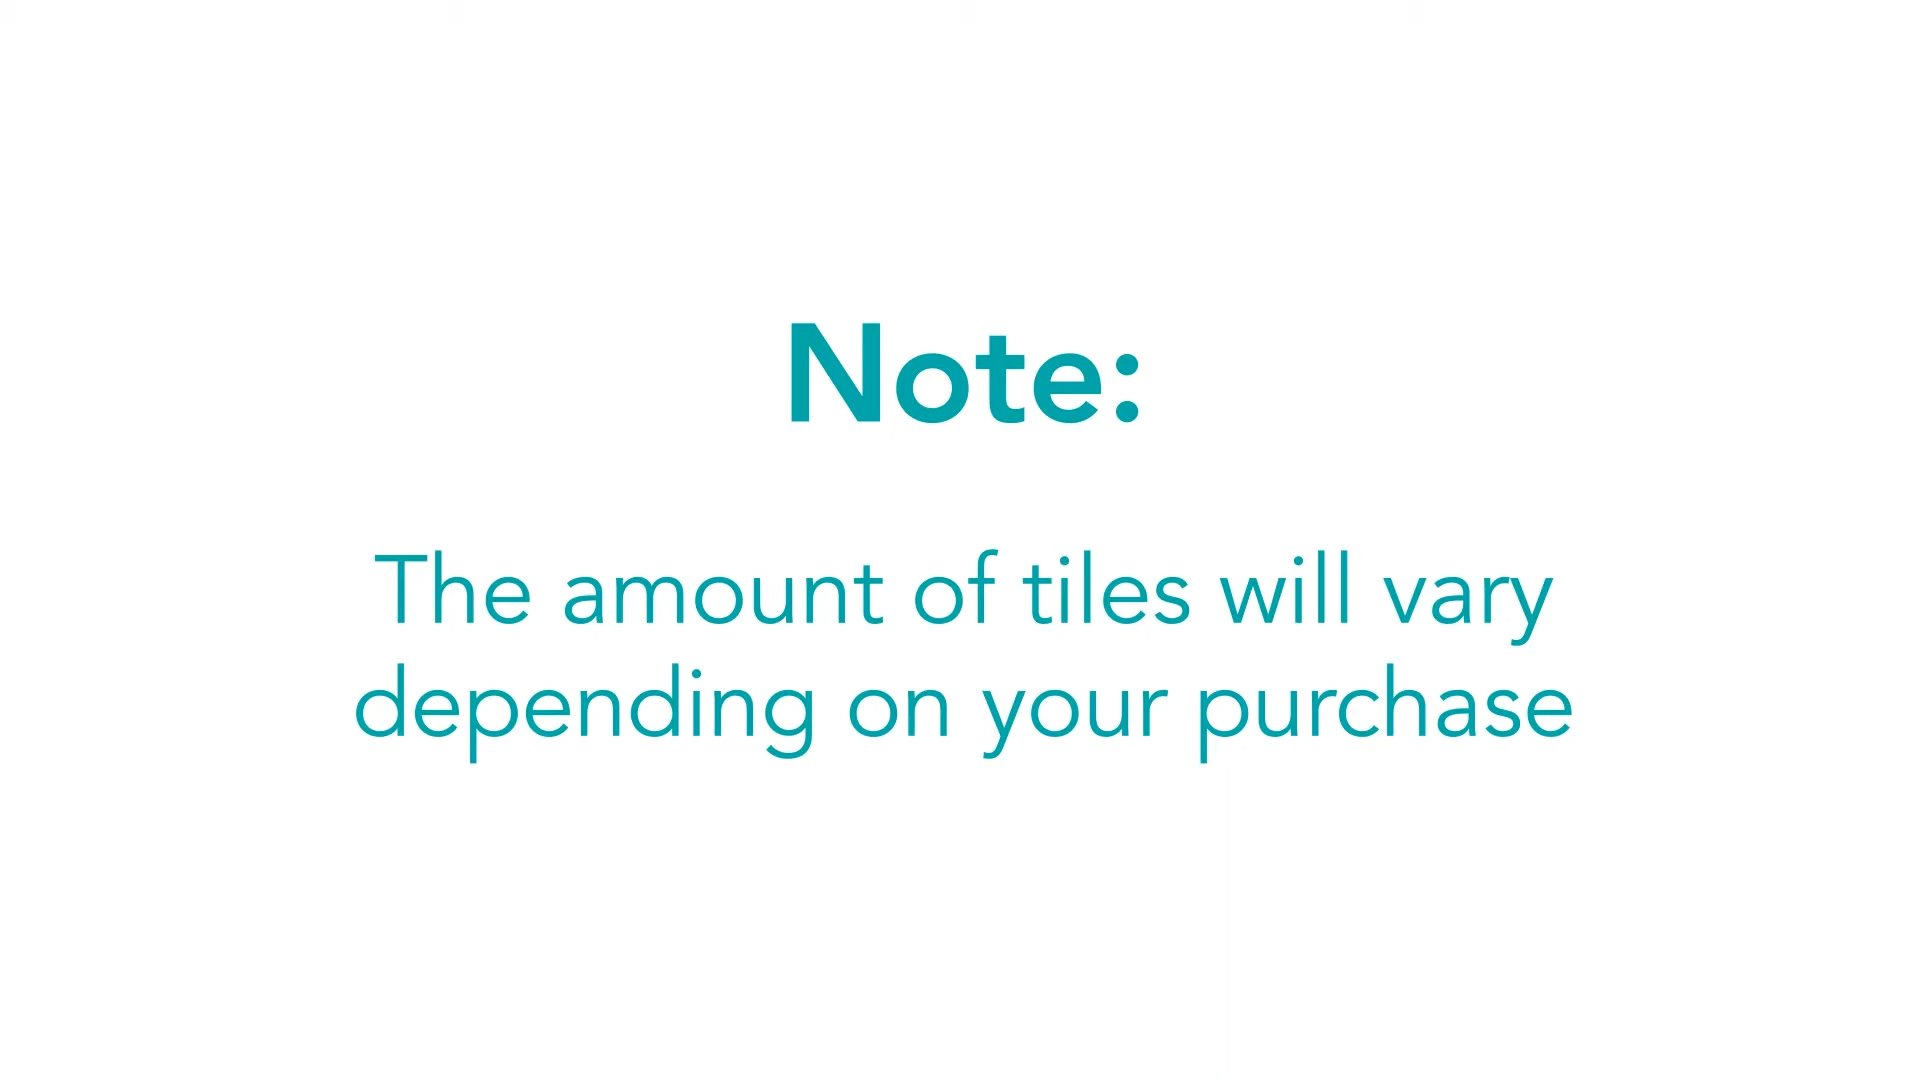 Note:
The amount of tiles will vary
depending on your purchase